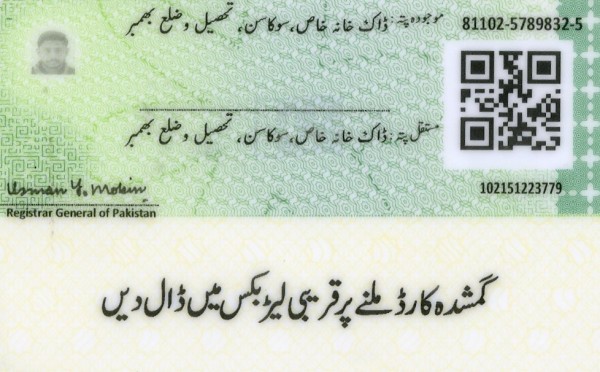 موجودہ پتہ: ڈاک خانہ خاص، سوکاسن، تحصیل و ضلع بھمبر
81102-5789832-5
مستقل پتہ: ڈاک خانہ خاص، سوکاسن، تحصیل و ضلع بھمبر
102151223779
Usman Y. Mobin
Registrar General of Pakistan
گمشدہ کارڈ ملنے پر قریبی لیٹر بکس میں ڈال دیں